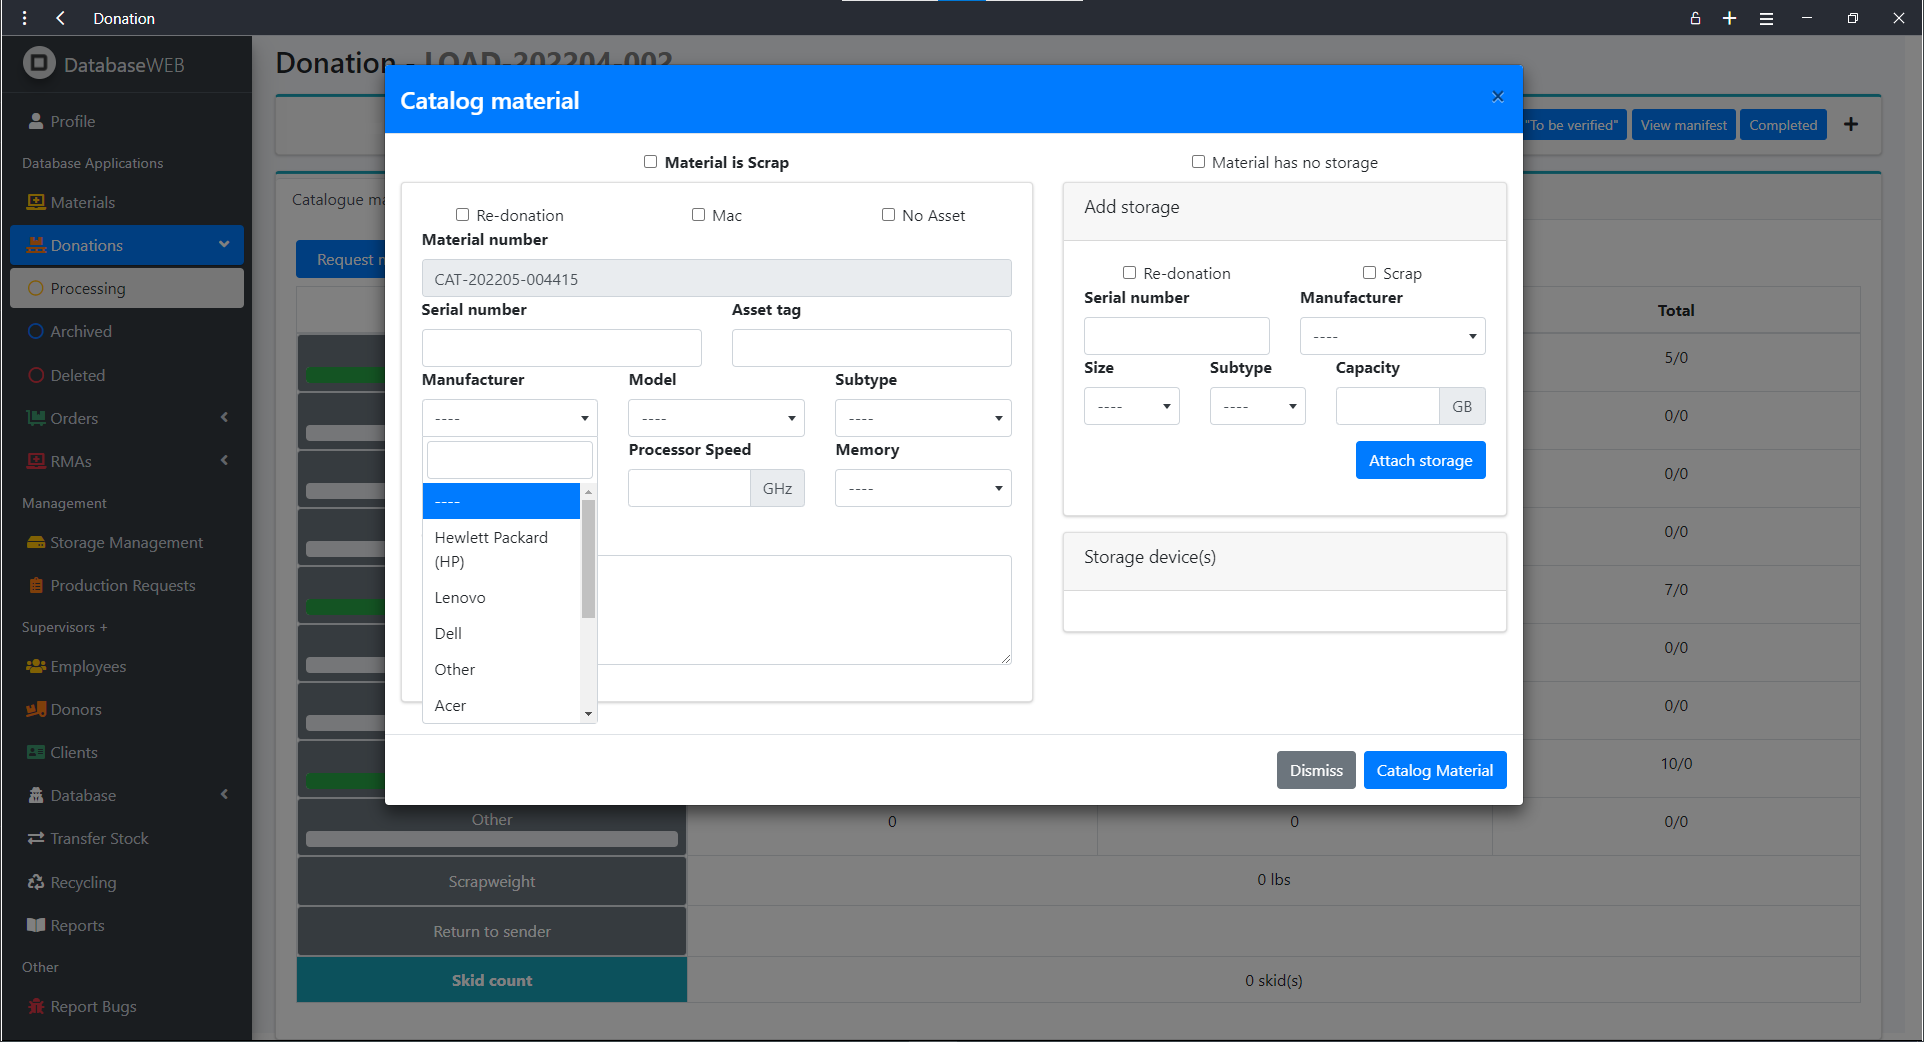 Donation
DatabaseWEB
Profile
Database Applications
Materials
Donations
Processing
Archived
Deleted
Orders
RMAs
Management
Storage Management
Production Requests
Supervisors +
Employees
Donors
Clients
Database
Transfer Stock
Recycling
Reports
Other
Report Bugs
Donation - LOAD-202204-002
"To be verified"
View manifest
Completed
Catalogue
Request
Total
5/0
0/0
0/0
0/0
7/0
0/0
0/0
10/0
Other
0
0
0/0
Scrapweight
0 lbs
Return to sender
Skid count
0 skid(s)
Catalog material
×
Material is Scrap
Re-donation
Mac
No Asset
Material number
CAT-202205-004415
Serial number
Asset tag
Manufacturer
Model
Subtype
----
----
----
Processor Speed
Memory
GHz
----
----
Hewlett Packard
(HP)
Lenovo
Dell
Other
Acer
Material has no storage
Add storage
Re-donation
Scrap
Serial number
Manufacturer
----
Size
Subtype
Capacity
----
----
GB
Attach storage
Storage device(s)
Dismiss
Catalog Material